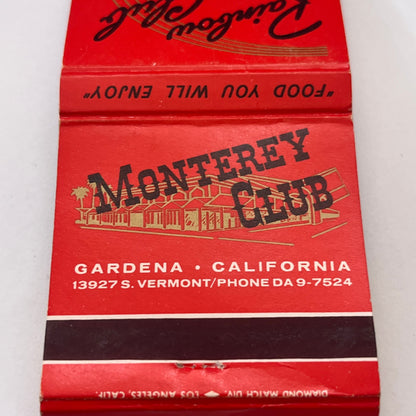 Rainbow
Club
"FOOD YOU WILL ENJOY"
MONTEREY
CLUB
GARDENA • CALIFORNIA
13927 S. VERMONT/PHONE DA 9-7524
DIAMOND MATCH DIV. LOS ANGELES, CALIF.